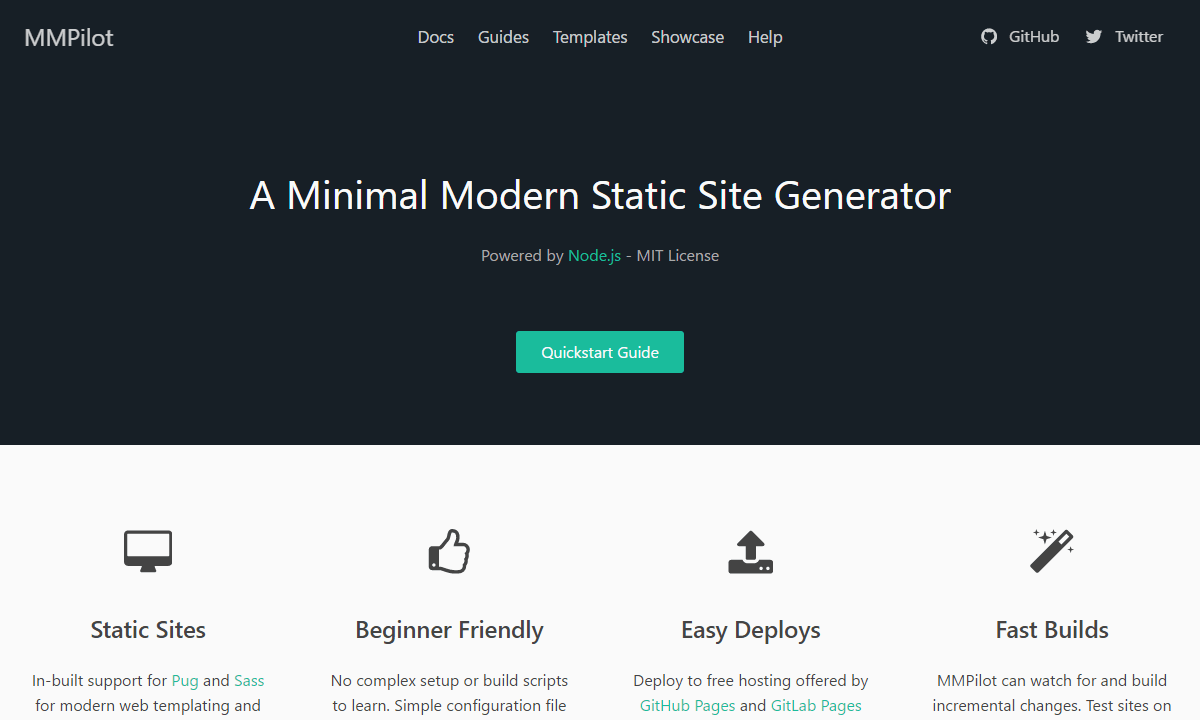 MMPilot
Docs Guides Templates Showcase Help
GitHub Twitter
A Minimal Modern Static Site Generator
Powered by Node.js - MIT License
Quickstart Guide
Static Sites
In-built support for Pug and Sass
for modern web templating and
Beginner Friendly
No complex setup or build scripts
to learn. Simple configuration file
Easy Deploys
Deploy to free hosting offered by
GitHub Pages and GitLab Pages
Fast Builds
MMPilot can watch for and build
incremental changes. Test sites on